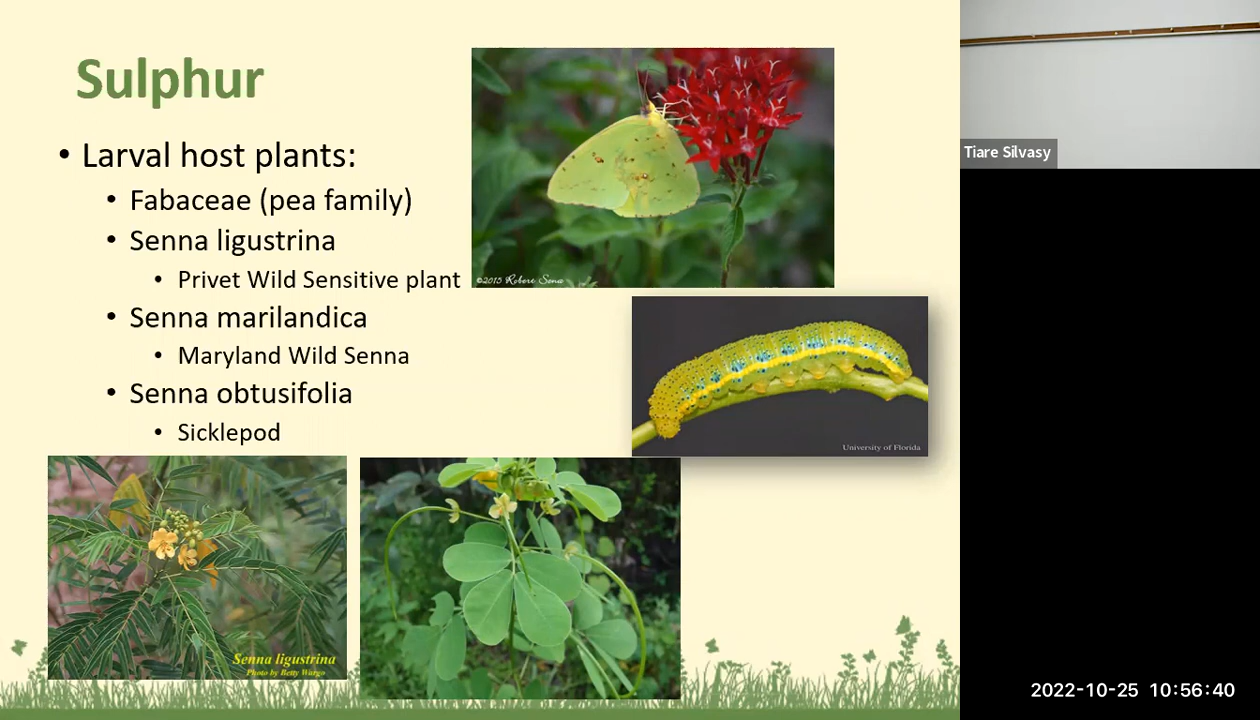 Sulphur
• Larval host plants:
• Fabaceae (pea family)
• Senna ligustrina
• Privet Wild Sensitive plant
• Senna marilandica
• Maryland Wild Senna
• Senna obtusifolia
• Sicklepod
©2015 Robert Sena
University of Florida
Senna ligustrina
Photo by Betty Wargo
Tiare Silvasy
2022-10-25 10:56:40